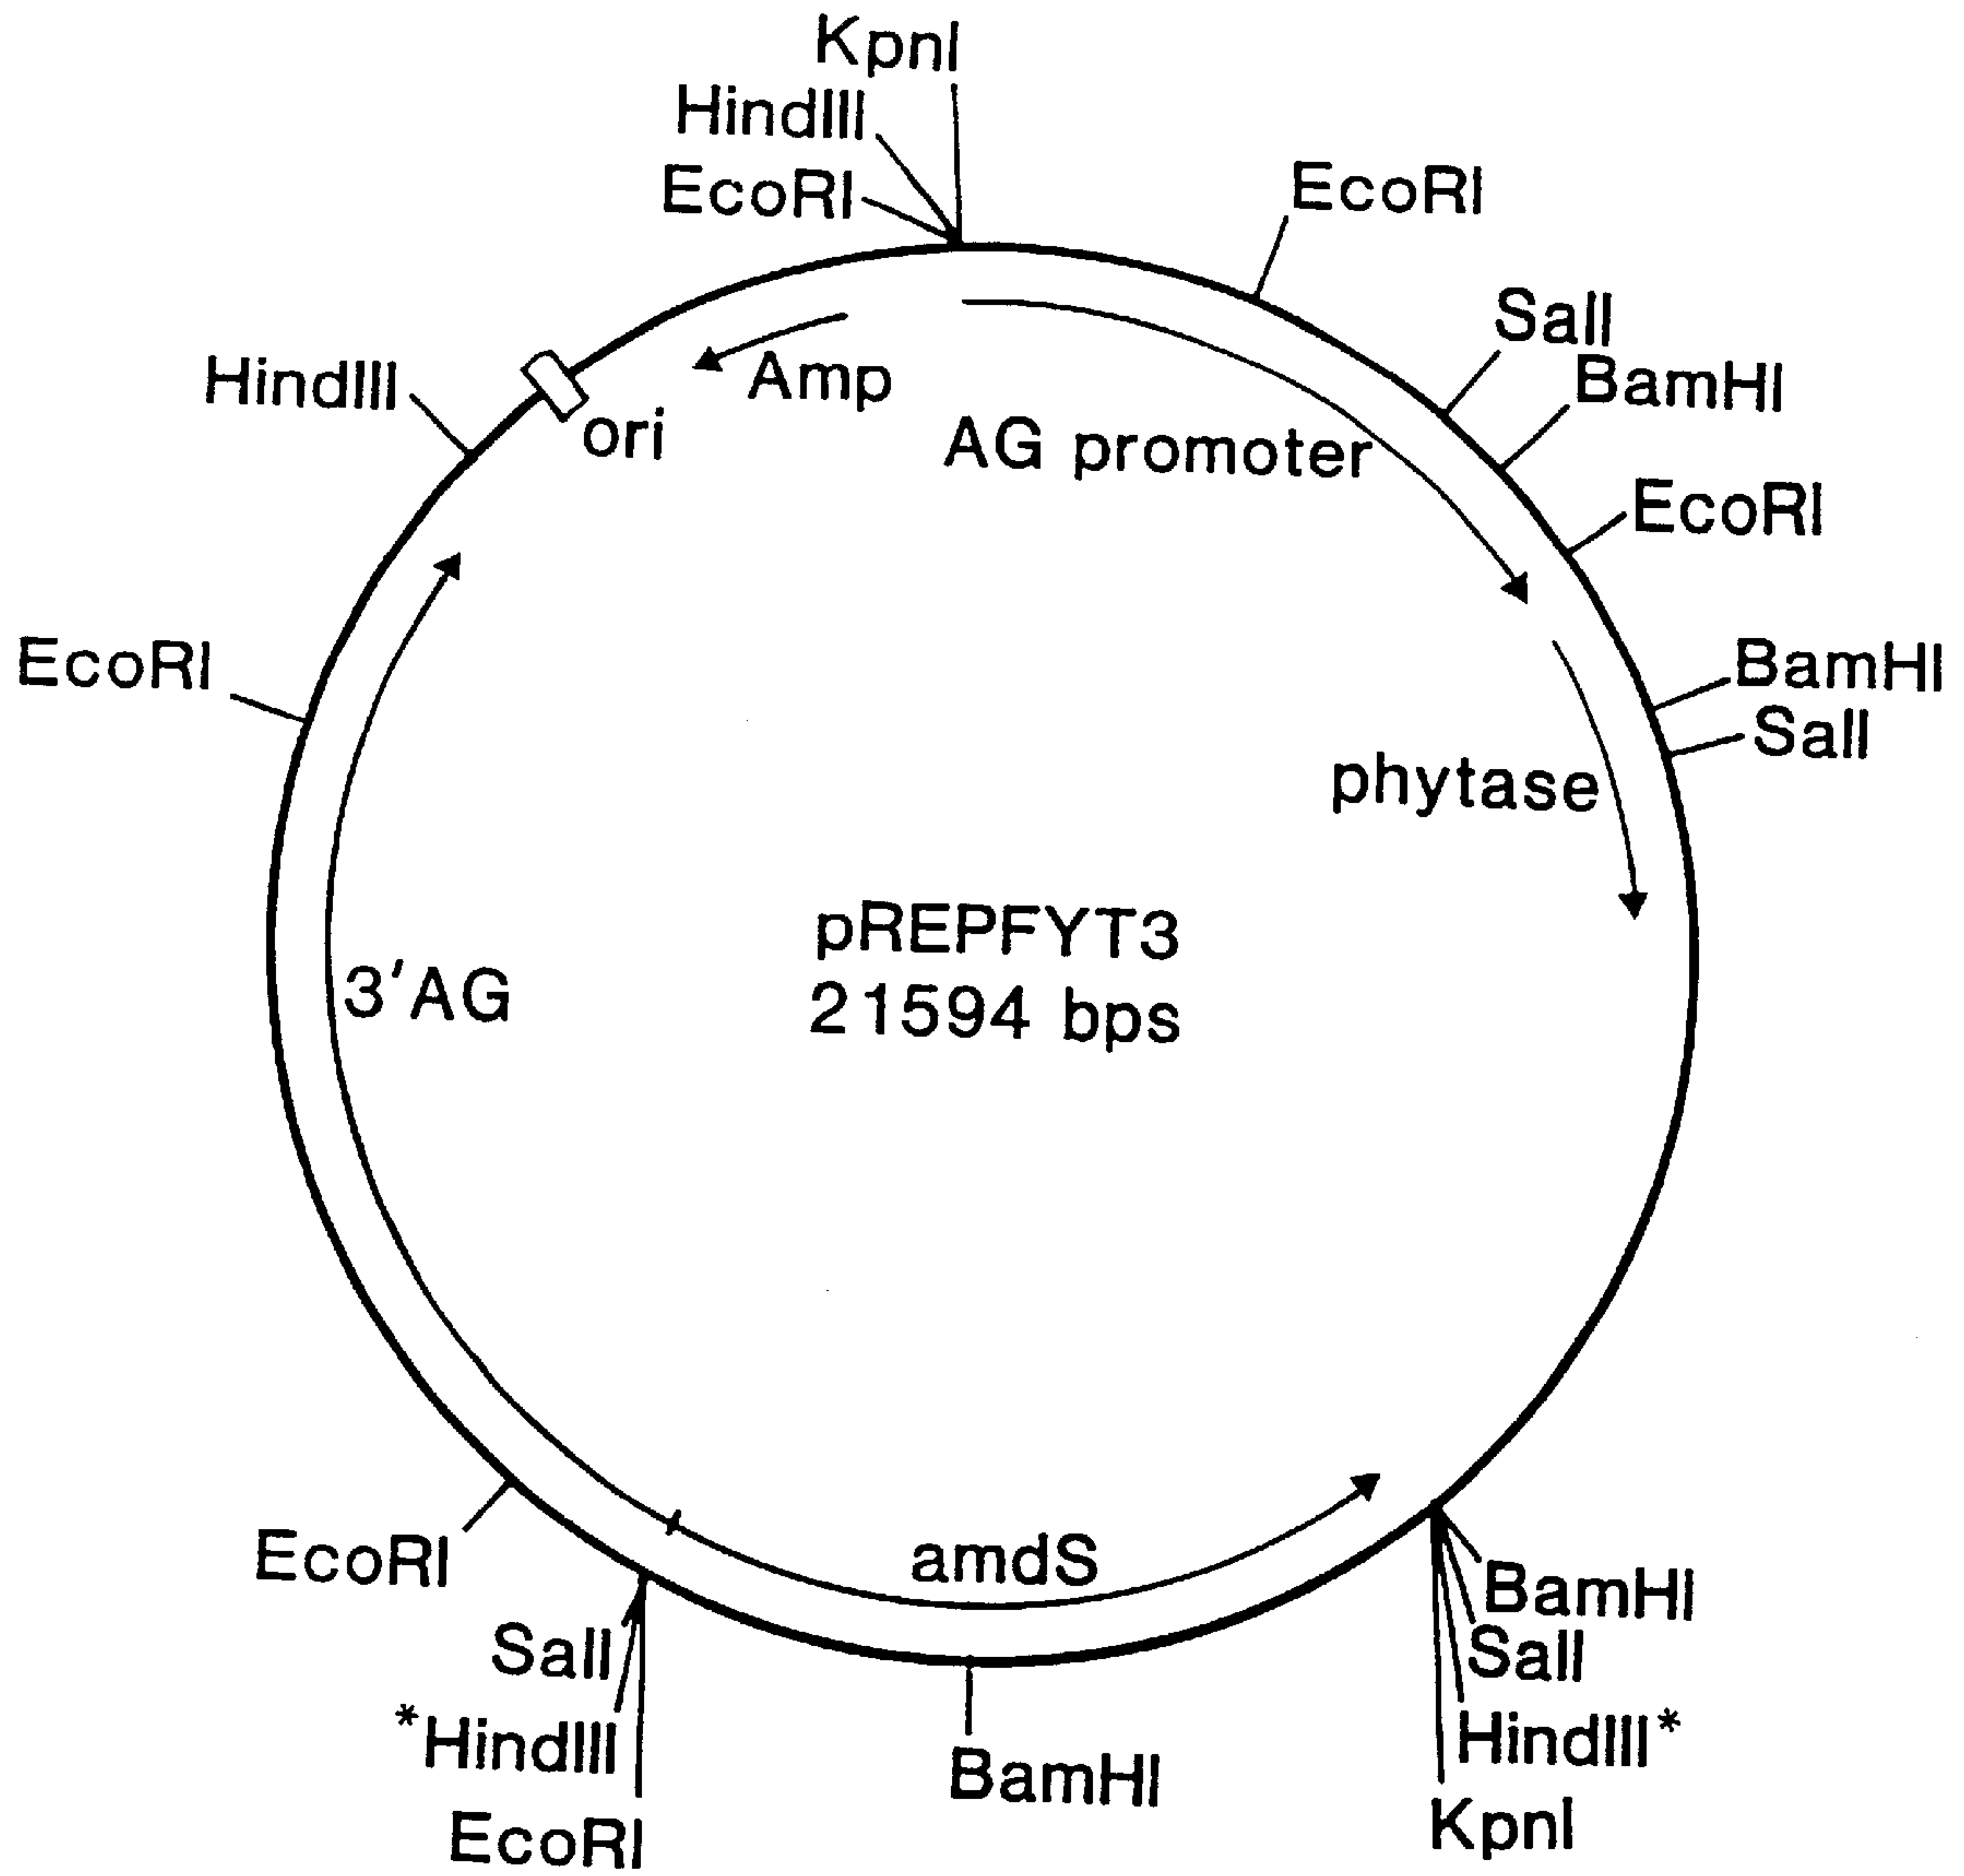 KpnI
HindIII
EcoRI
EcoRI
SalI
BamHI
HindIII
Amp
ori
AG promoter
EcoRI
EcoRI
BamHI
SalI
phytase
pREPFYT3
21594 bps
3'AG
EcoRI
amdS
BamHI
SalI
SalI
*HindIII
HindIII*
BamHI
KpnI
EcoRI